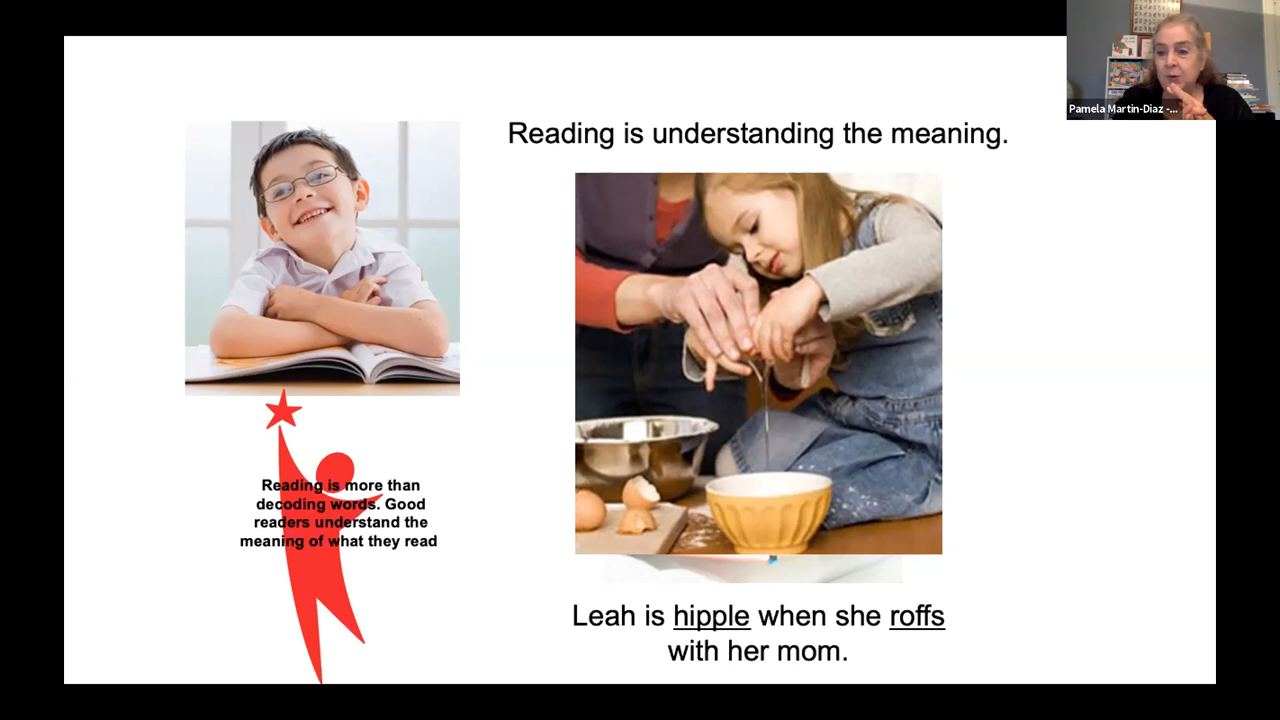 Pamela Martin-Diaz -...
Reading is understanding the meaning.
Reading is more than
decoding words. Good
readers understand the
meaning of what they read
Leah is hipple when she roffs
with her mom.